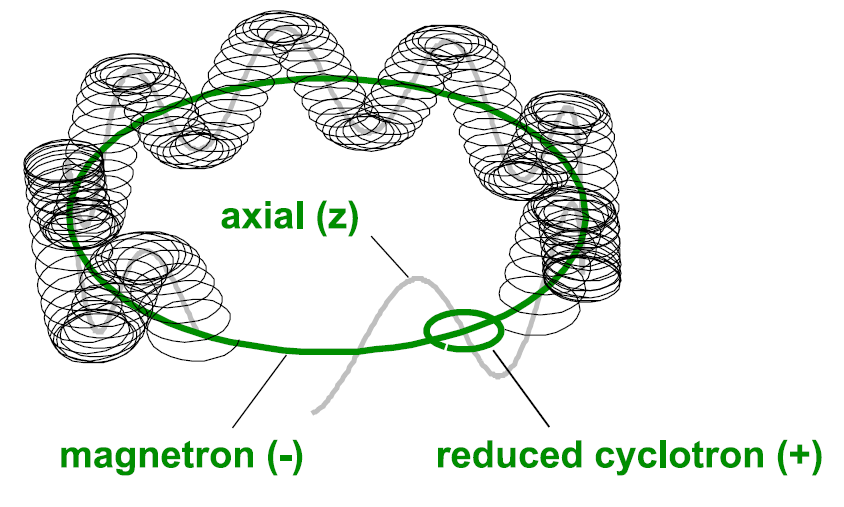 axial (z)
magnetron (-)
reduced cyclotron (+)